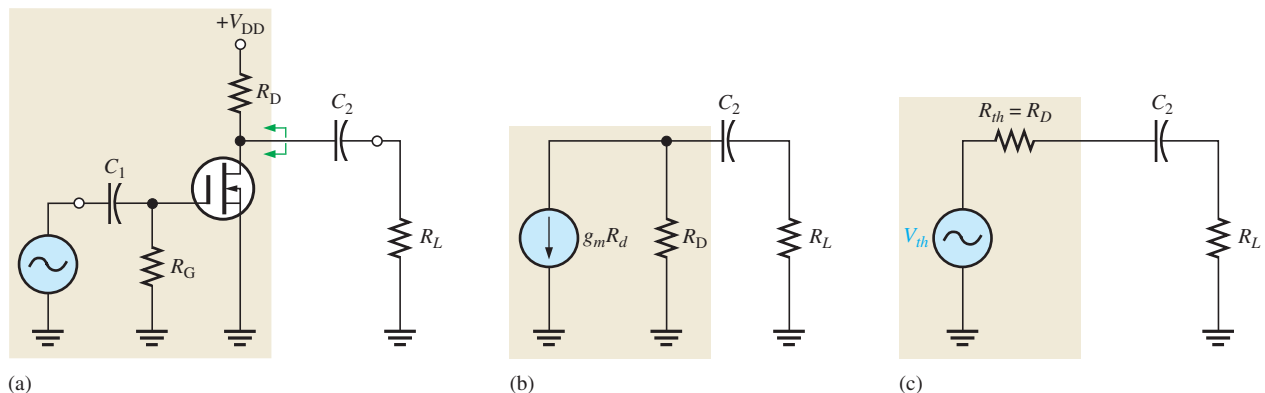 +V_DD
R_D
C_2
C_1
R_G
R_L
(a)
C_2
g_mR_d
R_D
R_L
(b)
R_th = R_D
C_2
V_th
R_L
(c)